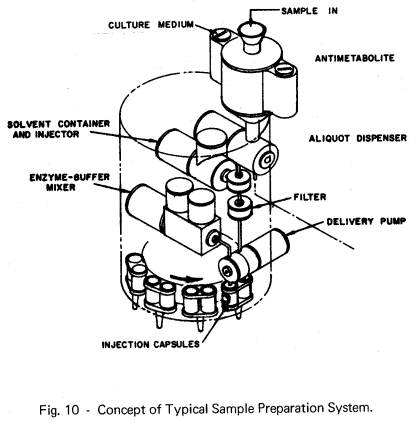 SAMPLE IN
CULTURE MEDIUM
ANTIMETABOLITE
SOLVENT CONTAINER
AND INJECTOR
ALIQUOT DISPENSER
ENZYME-BUFFER
MIXER
FILTER
DELIVERY PUMP
INJECTION CAPSULES
Fig. 10 - Concept of Typical Sample Preparation System.